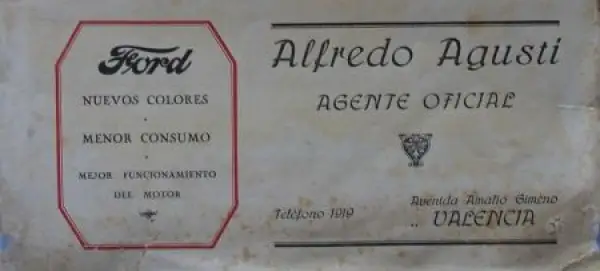 Ford
NUEVOS COLORES
MENOR CONSUMO
MEJOR FUNCIONAMIENTO
DEL MOTOR
Alfredo Agusti
AGENTE OFICIAL
Teléfono 1919
Avenida Amalio Gimeno
.. VALENCIA